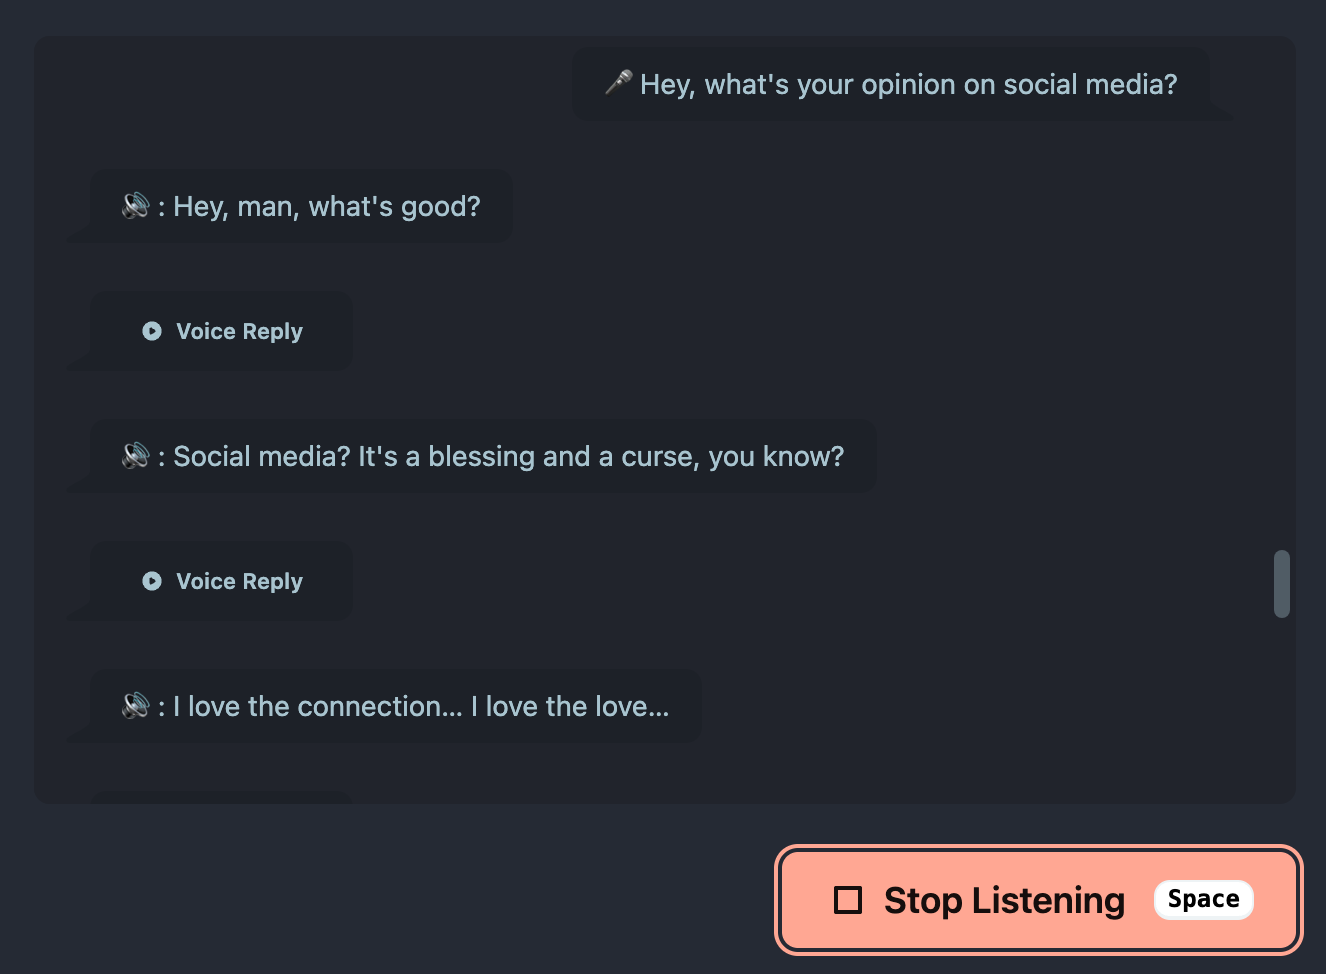 🎤 Hey, what's your opinion on social media?
🔊 : Hey, man, what's good?
Voice Reply
🔊 : Social media? It's a blessing and a curse, you know?
Voice Reply
🔊 : I love the connection... I love the love...
Stop Listening Space